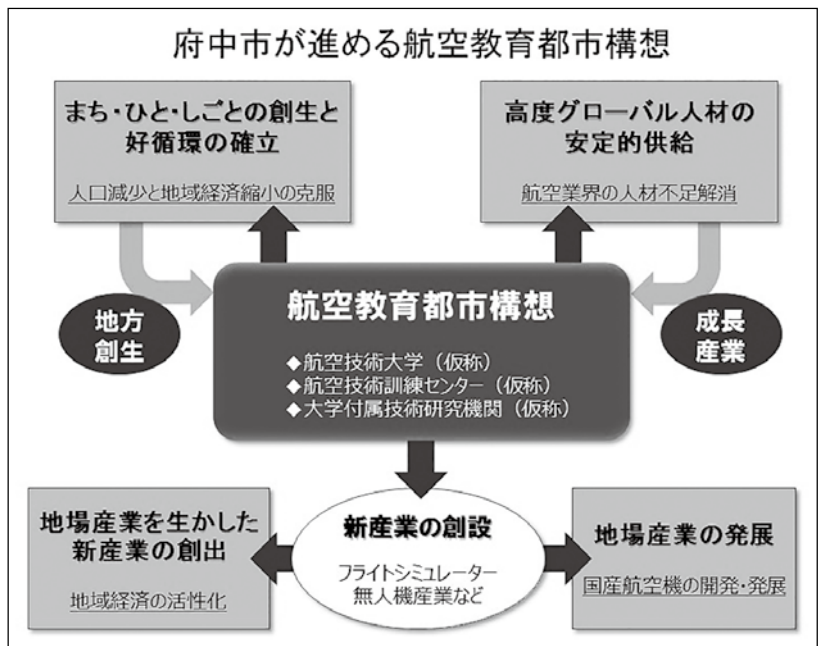 府中市が進める航空教育都市構想
まち・ひと・しごとの創生と
好循環の確立
人口減少と地域経済縮小の克服
高度グローバル人材の
安定的供給
航空業界の人材不足解消
地方
創生
航空教育都市構想
◆航空技術大学（仮称）
◆航空技術訓練センター（仮称）
◆大学付属技術研究機関（仮称）
成長
産業
地場産業を生かした
新産業の創出
地域経済の活性化
新産業の創設
フライトシミュレーター
無人機産業など
地場産業の発展
国産航空機の開発・発展